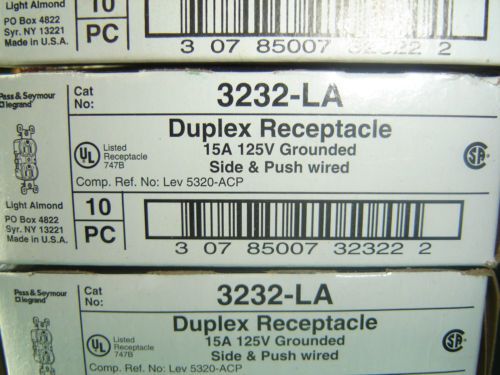 Light Almond
PO Box 4822
Syr. NY 13221
Made in U.S.A.
10
PC
3 07 85007 32322 2
Pass & Seymour
legrand
Cat
No:
3232-LA
Duplex Receptacle
15A 125V Grounded
Side & Push wired
UL
Listed
Receptacle
747B
SA
Comp. Ref. No: Lev 5320-ACP
Light Almond
PO Box 4822
Syr. NY 13221
Made in U.S.A.
10
PC
3 07 85007 32322 2
Pass & Seymour
legrand
Cat
No:
3232-LA
Duplex Receptacle
15A 125V Grounded
Side & Push wired
UL
Listed
Receptacle
747B
SA
Comp. Ref. No: Lev 5320-ACP